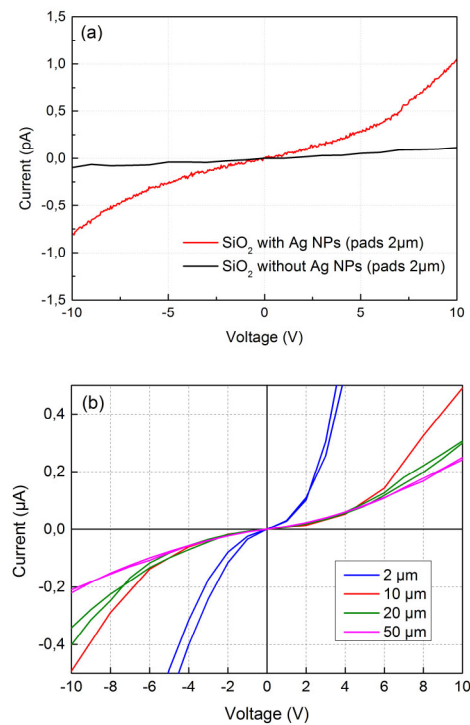 (a)
1,5
1,0
0,5
0,0
-0,5
-1,0
1,5
Current (pA)
SiO₂ with Ag NPs (pads 2µm)
SiO₂ without Ag NPs (pads 2µm)
-10 -5 0 5 10
Voltage (V)
(b)
0,4
0,2
0,0
-0,2
-0,4
Current (µA)
2 µm
10 µm
20 µm
50 µm
-10 -8 -6 -4 -2 0 2 4 6 8 10
Voltage (V)